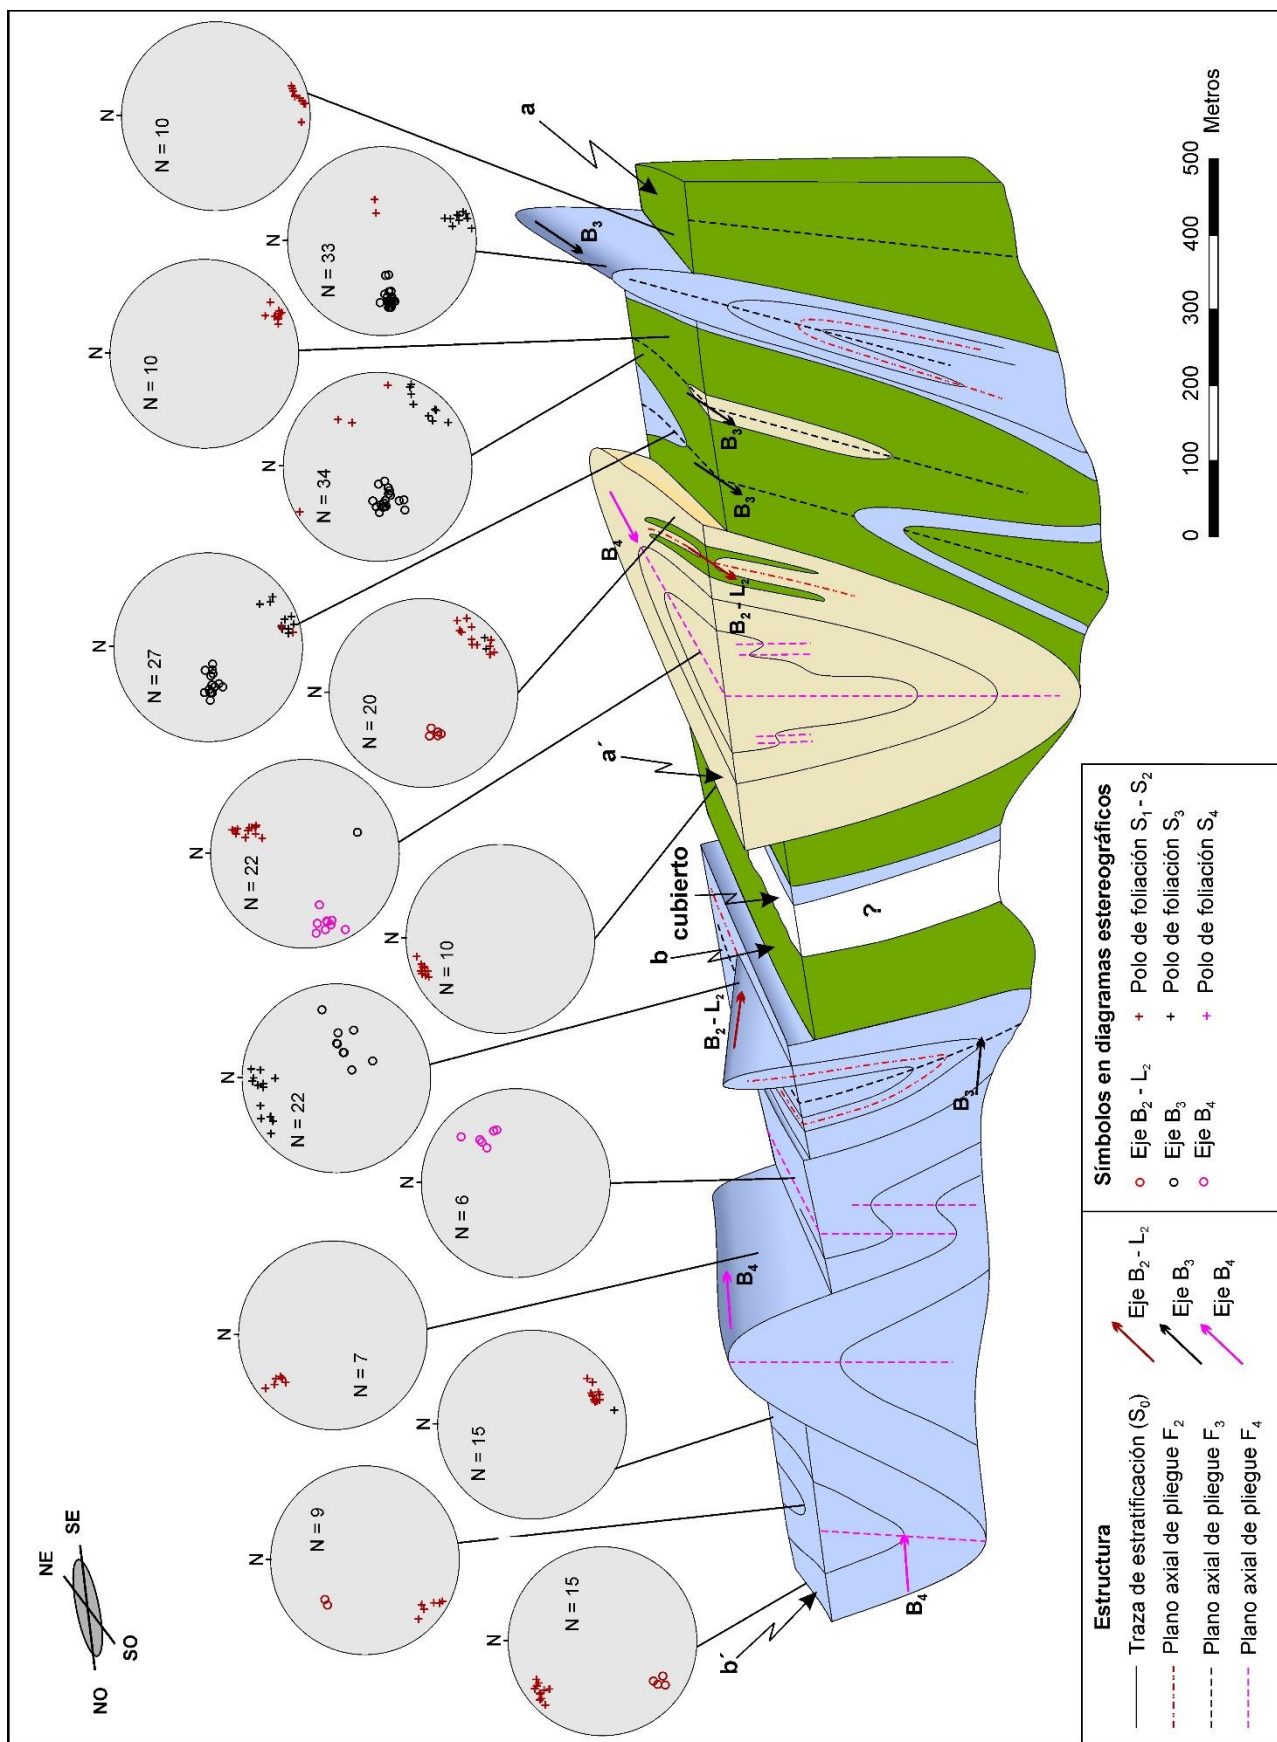 NE
SE
NO
SO
N
N = 15
N
N = 9
N
N = 15
N
N = 7
N
N = 6
N
N = 22
N
N = 10
N
N = 22
N
N = 20
N
N = 27
N
N = 34
N
N = 10
N
N = 33
N
N = 10
b´
B4
B4
B2 - L2
B3
b
cubierto
?
a´
B4
B2 - L2
B3
B3
B3
a
0 100 200 300 400 500
Metros
Estructura
Traza de estratificación (S0)
Plano axial de pliegue F2
Plano axial de pliegue F3
Plano axial de pliegue F4
Eje B2 - L2
Eje B3
Eje B4
Símbolos en diagramas estereográficos
Eje B2 - L2
Eje B3
Eje B4
Polo de foliación S1 - S2
Polo de foliación S3
Polo de foliación S4